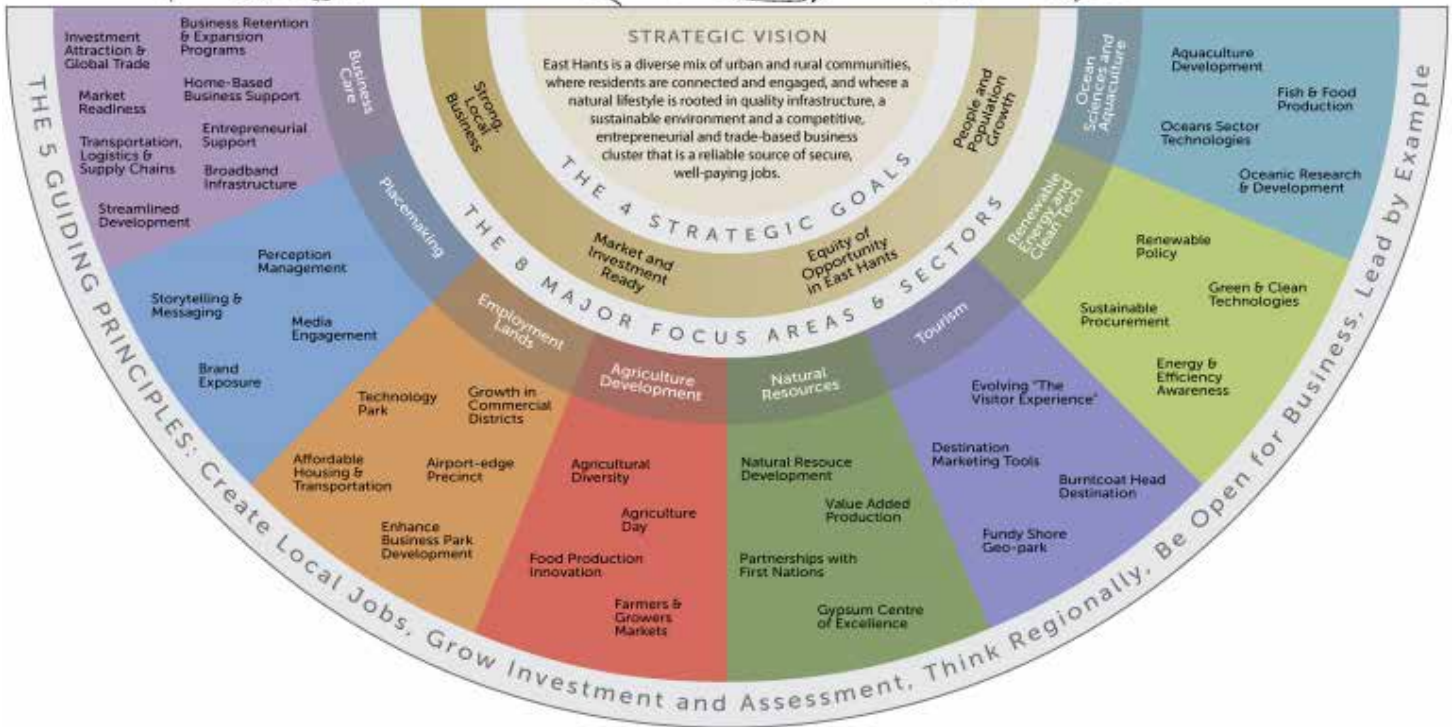 STRATEGIC VISION
East Hants is a diverse mix of urban and rural communities,
where residents are connected and engaged, and where a
natural lifestyle is rooted in quality infrastructure, a
sustainable environment and a competitive,
entrepreneurial and trade-based business
cluster that is a reliable source of secure,
well-paying jobs.
THE 4 STRATEGIC GOALS
Strong,
Local
Business
Market and
Investment
Ready
Equity of
Opportunity
in East Hants
People and
Population
Growth
THE 8 MAJOR FOCUS AREAS & SECTORS
Business
Care
Investment
Attraction &
Global Trade
Business Retention
& Expansion
Programs
Market
Readiness
Home-Based
Business Support
Transportation,
Logistics &
Supply Chains
Entrepreneurial
Support
Broadband
Infrastructure
Streamlined
Development
Placemaking
Perception
Management
Storytelling &
Messaging
Media
Engagement
Brand
Exposure
Employment
Lands
Technology
Park
Growth in
Commercial
Districts
Affordable
Housing &
Transportation
Airport-edge
Precinct
Enhance
Business Park
Development
Agriculture
Development
Agricultural
Diversity
Agriculture
Day
Food Production
Innovation
Farmers &
Growers
Markets
Natural
Resources
Natural Resouce
Development
Value Added
Production
Partnerships with
First Nations
Gypsum Centre
of Excellence
Tourism
Evolving "The
Visitor Experience"
Destination
Marketing Tools
Burntcoat Head
Destination
Fundy Shore
Geo-park
Renewable
Energy and
Clean Tech
Renewable
Policy
Green & Clean
Technologies
Sustainable
Procurement
Energy &
Efficiency
Awareness
Ocean
Sciences and
Aquaculture
Aquaculture
Development
Fish & Food
Production
Oceans Sector
Technologies
Oceanic Research
& Development
THE 5 GUIDING PRINCIPLES: Create Local Jobs, Grow Investment and Assessment, Think Regionally, Be Open for Business, Lead by Example